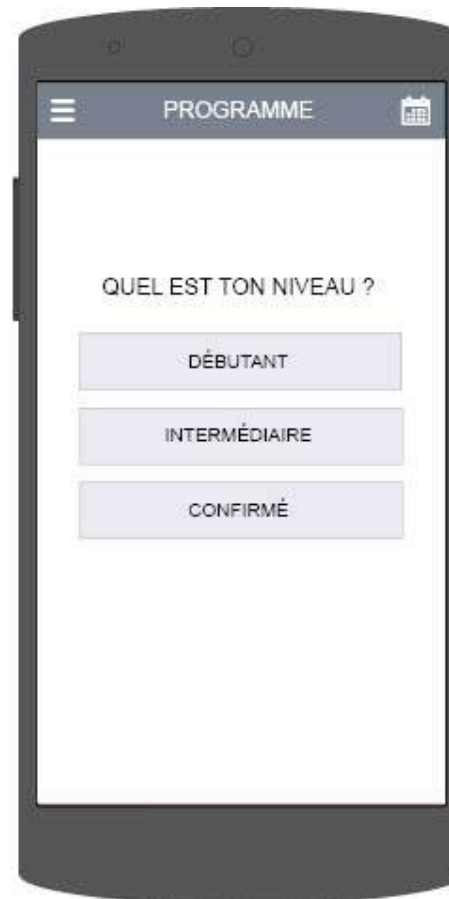 PROGRAMME
QUEL EST TON NIVEAU ?
DÉBUTANT
INTERMÉDIAIRE
CONFIRMÉ